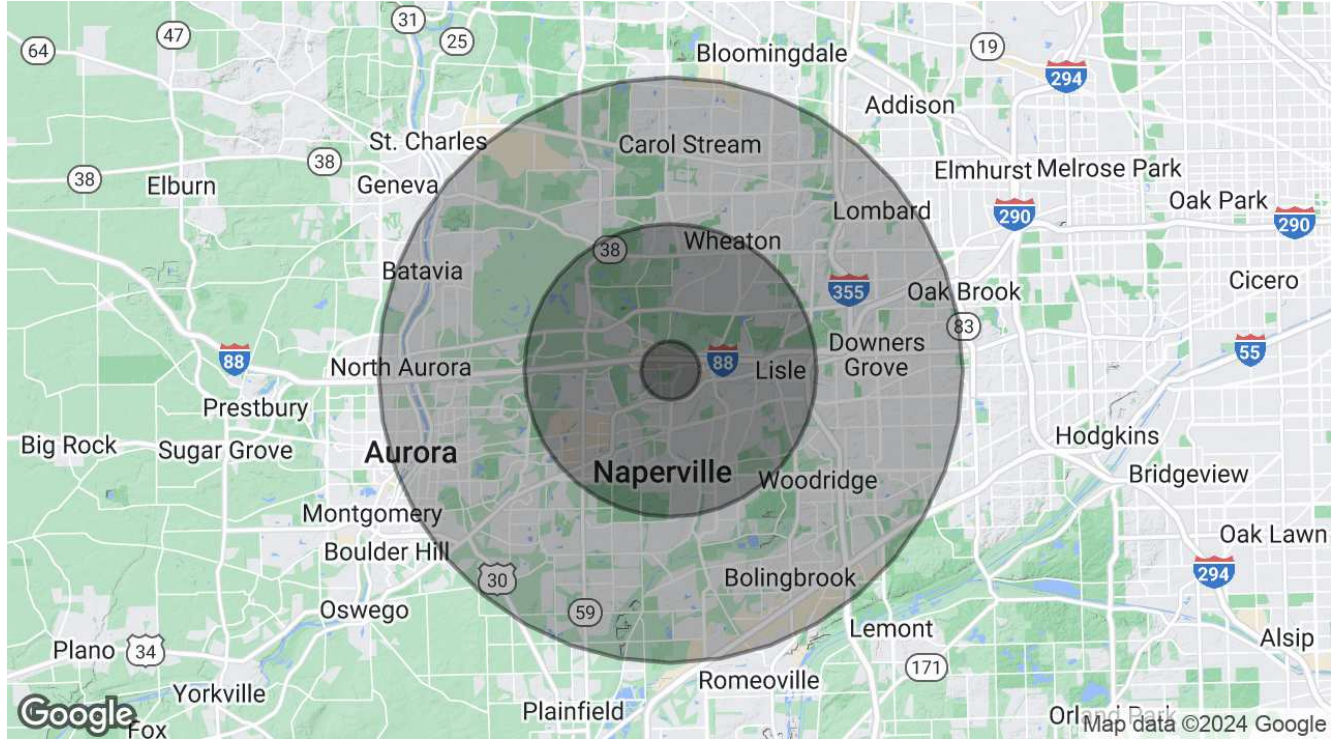 31
47
64
25
19
Bloomingdale
294
Addison
St. Charles
Carol Stream
38
38
Elburn
Geneva
Elmhurst
Melrose Park
Oak Park
Lombard
290
290
Wheaton
38
Batavia
355
Oak Brook
Cicero
83
88
North Aurora
88
Lisle
Downers
Grove
55
Prestbury
Big Rock
Sugar Grove
Aurora
Naperville
Woodridge
Hodgkins
Bridgeview
Montgomery
Boulder Hill
Oak Lawn
30
Bolingbrook
294
Oswego
59
Lemont
Alsip
Plano
34
171
Yorkville
Romeoville
Plainfield
Google
Fox
Orland Park
Map data ©2024 Google